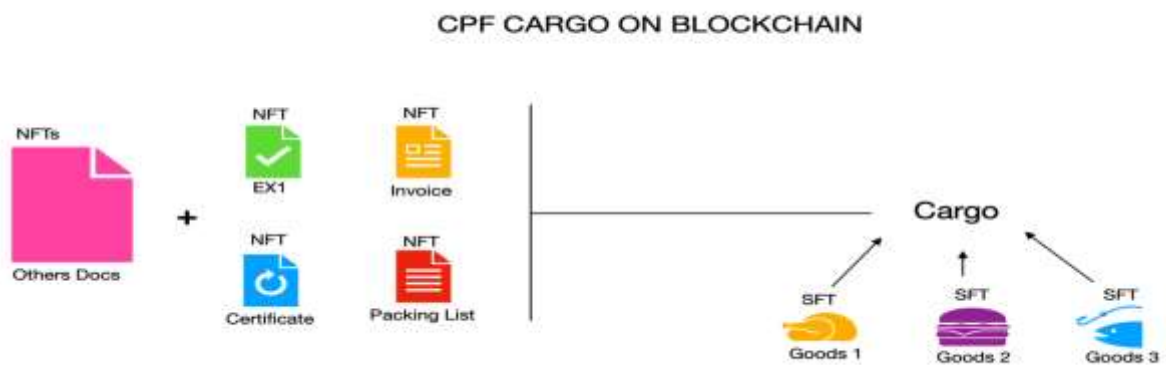 CPF CARGO ON BLOCKCHAIN
NFTs
Others Docs
+
NFT
EX1
NFT
Invoice
NFT
Certificate
NFT
Packing List
Cargo
SFT
Goods 1
SFT
Goods 2
SFT
Goods 3